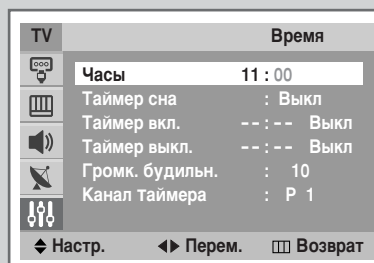 TV Время
Часы 11 : 00
Таймер сна : Выкл
Таймер вкл. --:-- Выкл
Таймер выкл. --:-- Выкл
Громк. будильн. : 10
Канал таймера : P 1
Настр. Перем. Возврат